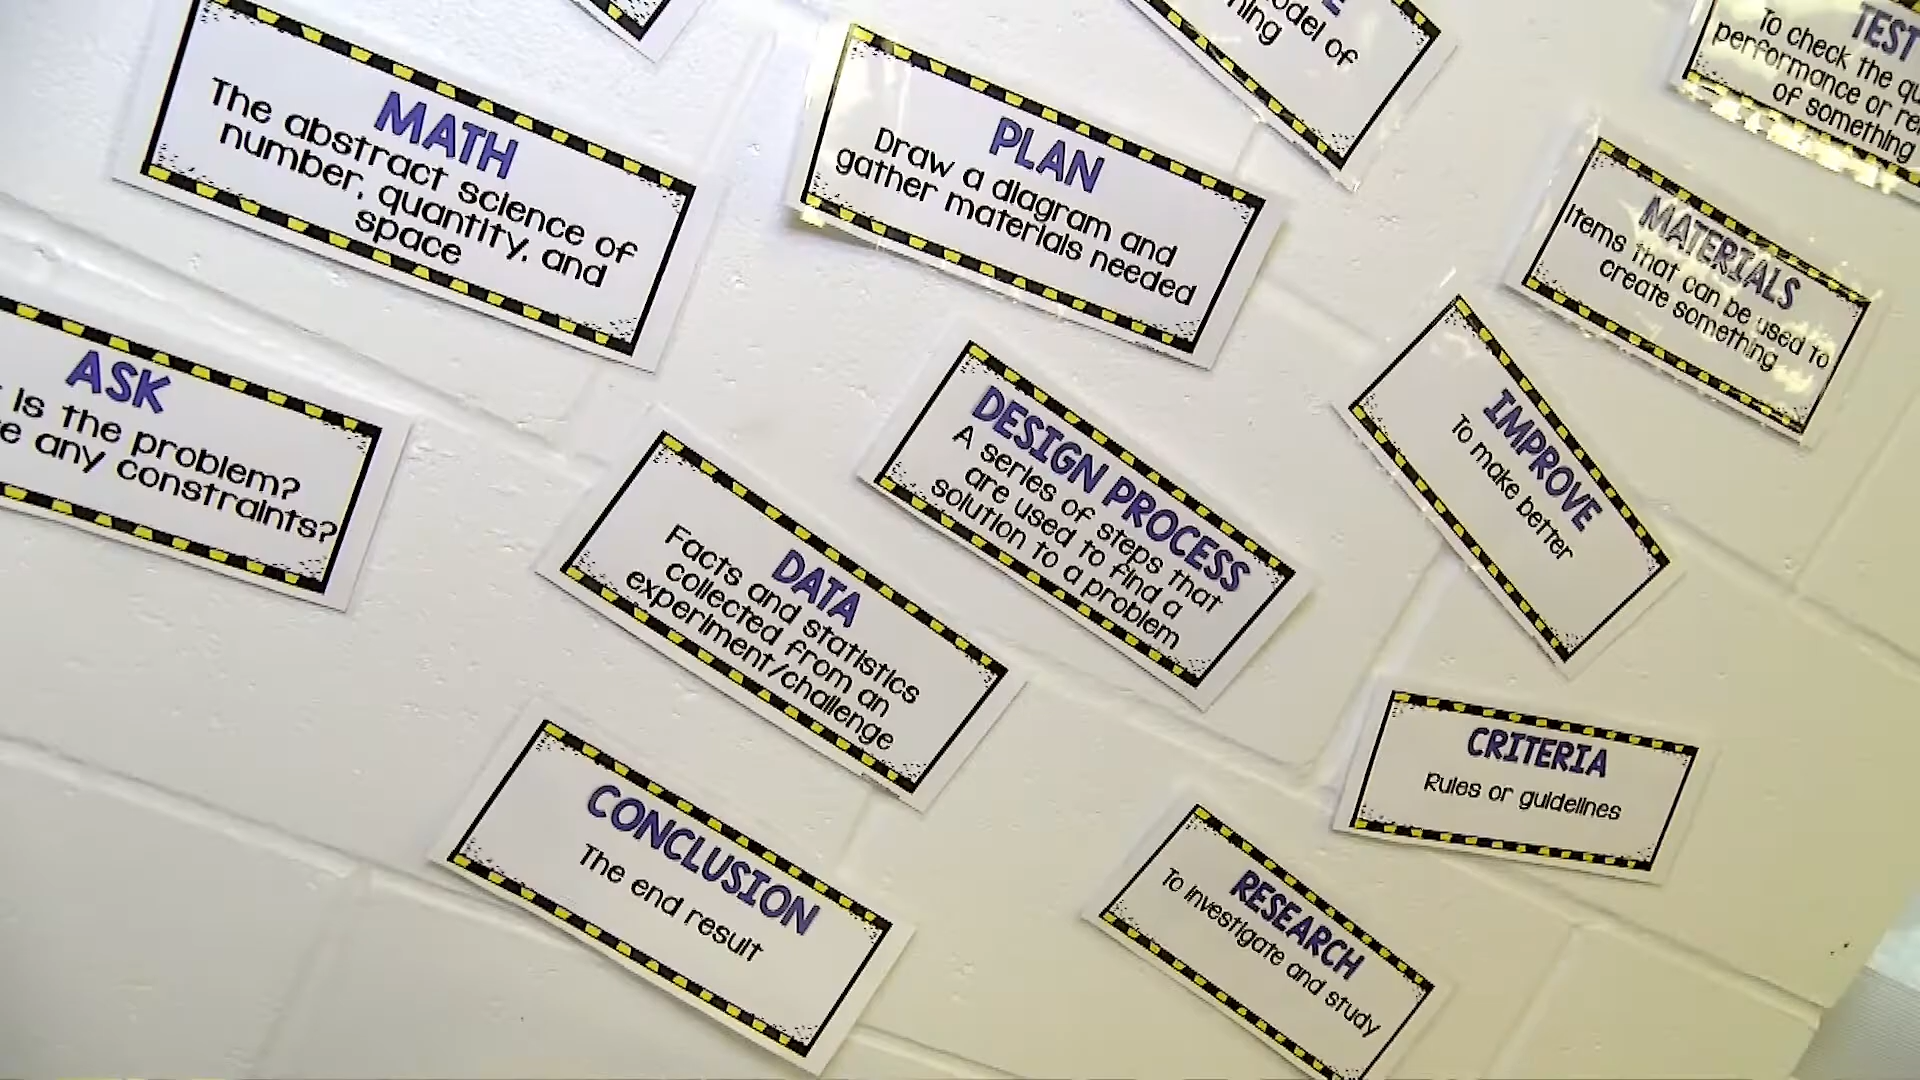 MATH
The abstract science of
number, quantity, and
space
PLAN
Draw a diagram and
gather materials needed
model of
TEST
To check the
performance or
of something
MATERIALS
Items that can be used to
create something
ASK
is the problem?
any constraints?
DESIGN PROCESS
A series of steps that
are used to find a
solution to a problem
IMPROVE
To make better
DATA
Facts and statistics
collected from an
experiment/challenge
CRITERIA
Rules or guidelines
CONCLUSION
The end result
RESEARCH
To investigate and study